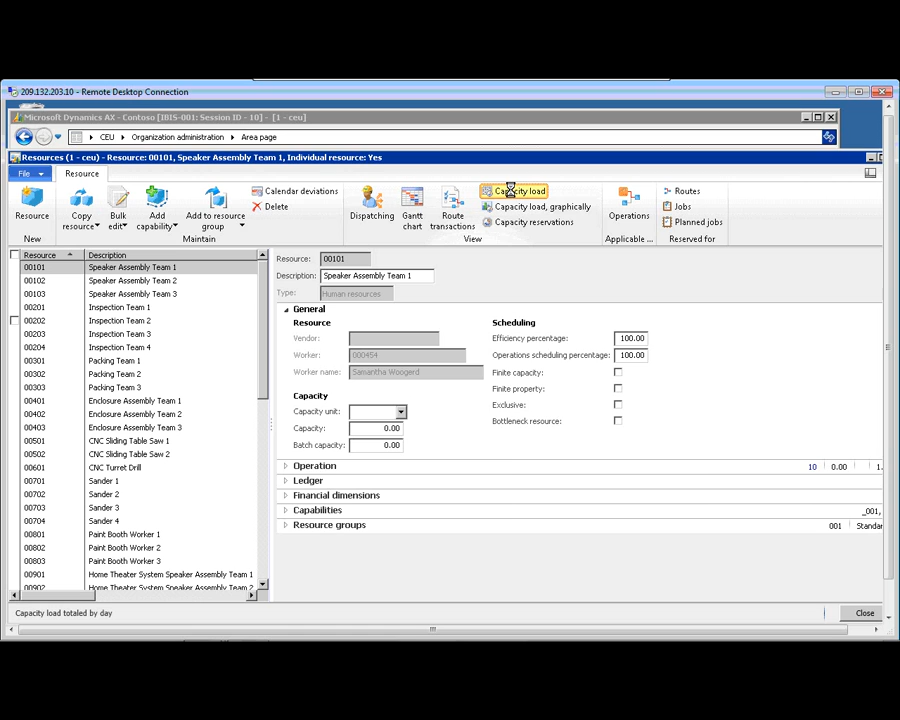 209.132.203.10 - Remote Desktop Connection
Microsoft Dynamics AX - Contoso [IBIS-001: Session ID - 10] - [1 - ceu]
CEU Organization administration Area page
Resources (1 - ceu) - Resource: 00101, Speaker Assembly Team 1, Individual resource: Yes
File Resource
Resource
New
Copy resource
Bulk edit
Add capability
Add to resource group
Calendar deviations
Delete
Maintain
Dispatching
Gantt chart
Route transactions
Capacity load
Capacity load, graphically
Capacity reservations
View
Operations
Applicable ...
Routes
Jobs
Planned jobs
Reserved for
Resource Description
00101 Speaker Assembly Team 1
00102 Speaker Assembly Team 2
00103 Speaker Assembly Team 3
00201 Inspection Team 1
00202 Inspection Team 2
00203 Inspection Team 3
00204 Inspection Team 4
00301 Packing Team 1
00302 Packing Team 2
00303 Packing Team 3
00401 Enclosure Assembly Team 1
00402 Enclosure Assembly Team 2
00403 Enclosure Assembly Team 3
00501 CNC Sliding Table Saw 1
00502 CNC Sliding Table Saw 2
00601 CNC Turret Drill
00701 Sander 1
00702 Sander 2
00703 Sander 3
00704 Sander 4
00801 Paint Booth Worker 1
00802 Paint Booth Worker 2
00803 Paint Booth Worker 3
00901 Home Theater System Speaker Assembly Team 1
00902 Home Theater System Speaker Assembly Team 2
Resource: 00101
Description: Speaker Assembly Team 1
Type: Human resources
General
Resource
Vendor:
Worker: 000454
Worker name: Samantha Woogerd
Capacity
Capacity unit:
Capacity: 0.00
Batch capacity: 0.00
Scheduling
Efficiency percentage: 100.00
Operations scheduling percentage: 100.00
Finite capacity:
Finite property:
Exclusive:
Bottleneck resource:
Operation 10 0.00 1.
Ledger
Financial dimensions
Capabilities _001,
Resource groups 001 Standar
Capacity load totaled by day
Close